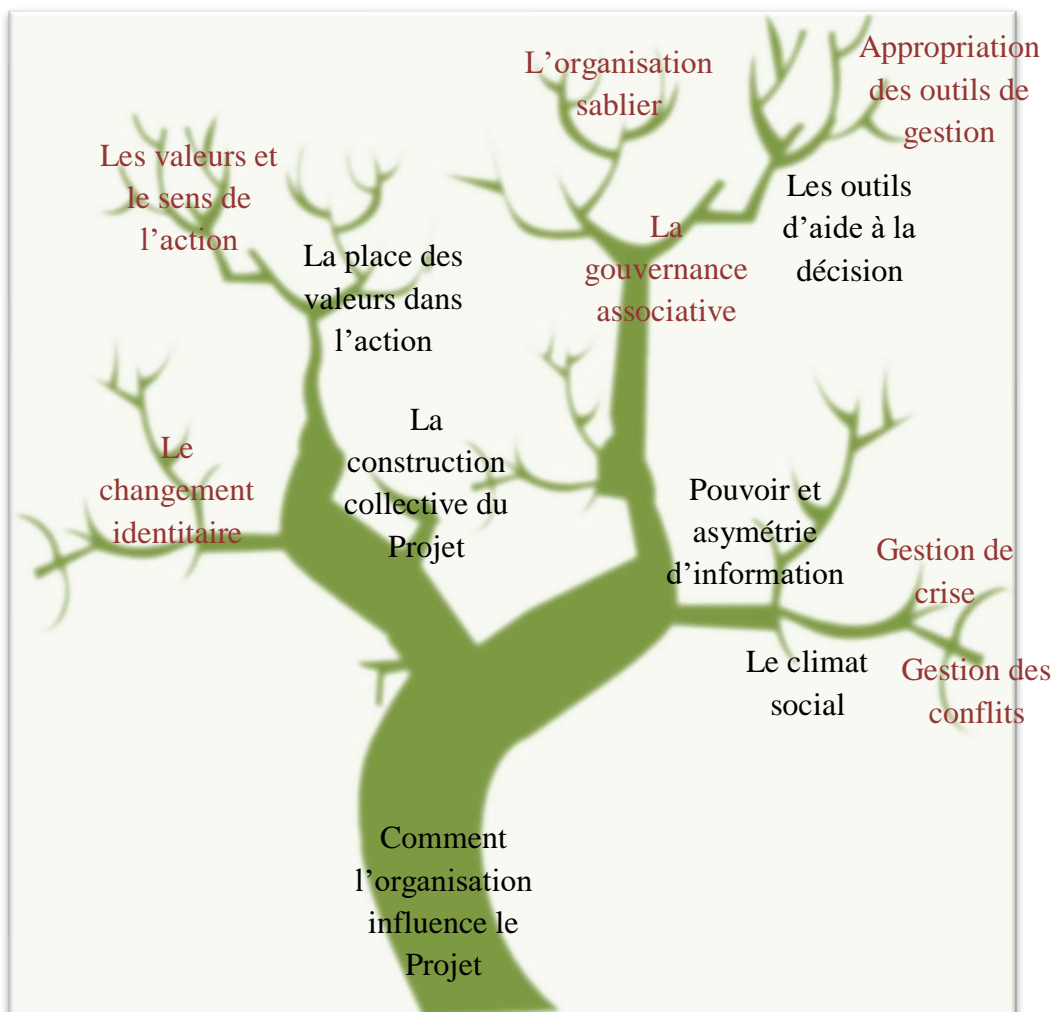 L’organisation
sablier
Appropriation
des outils de
gestion
Les valeurs et
le sens de
l’action
Les outils
d’aide à la
décision
La place des
valeurs dans
l’action
La
gouvernance
associative
La
construction
collective du
Projet
Le
changement
identitaire
Pouvoir et
asymétrie
d’information
Gestion de
crise
Le climat
social
Gestion des
conflits
Comment
l’organisation
influence le
Projet